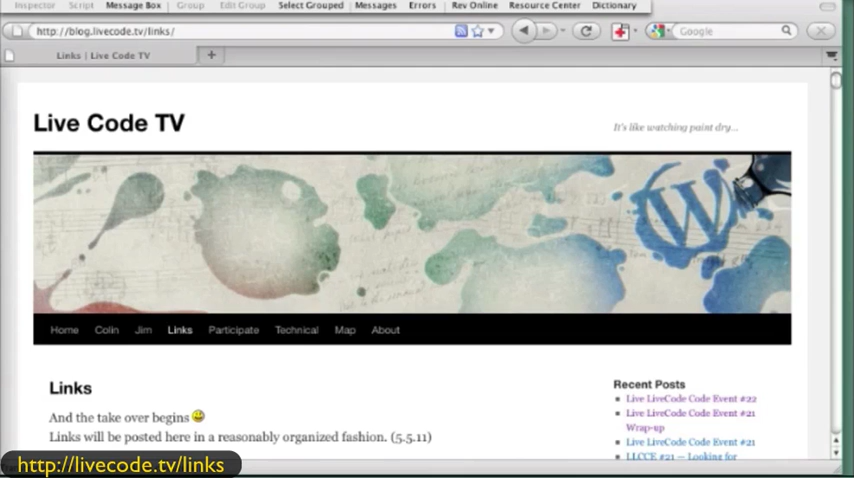 Inspector Script Message Box Group Edit Group Select Grouped Messages Errors Rev Online Resource Center Dictionary
http://blog.livecode.tv/links/
Google
Links | Live Code TV
Live Code TV
It's like watching paint dry...
W
Home Colin Jim Links Participate Technical Map About
Links
And the take over begins
Links will be posted here in a reasonably organized fashion. (5.5.11)
Recent Posts
Live LiveCode Code Event #22
Live LiveCode Code Event #21
Wrap-up
Live LiveCode Code Event #21
LLCCE #21 — Looking for
http://livecode.tv/links